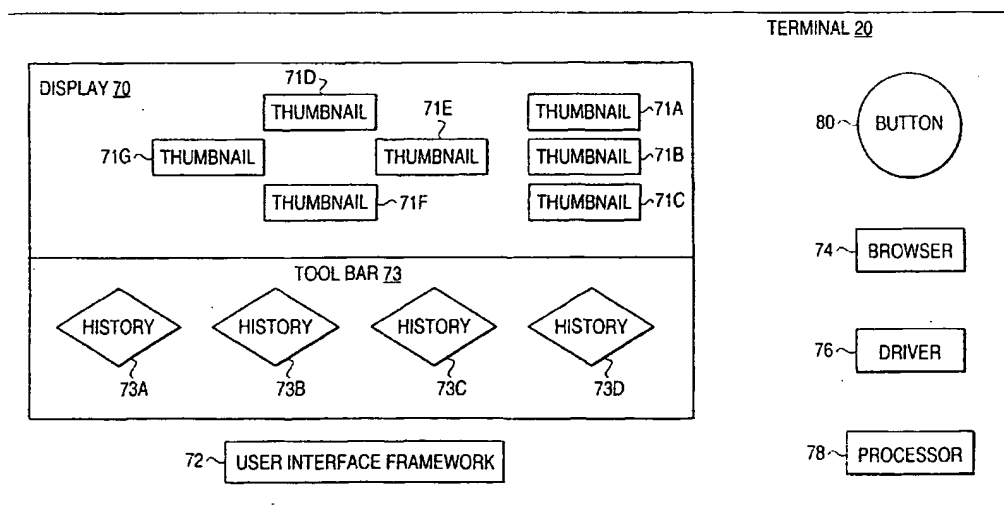 TERMINAL 20
DISPLAY 70
71D
THUMBNAIL
71E
THUMBNAIL
71G
THUMBNAIL
THUMBNAIL
71F
THUMBNAIL
71A
THUMBNAIL
71B
THUMBNAIL
71C
80
BUTTON
TOOL BAR 73
HISTORY
HISTORY
HISTORY
HISTORY
73A
73B
73C
73D
74
BROWSER
76
DRIVER
72
USER INTERFACE FRAMEWORK
78
PROCESSOR